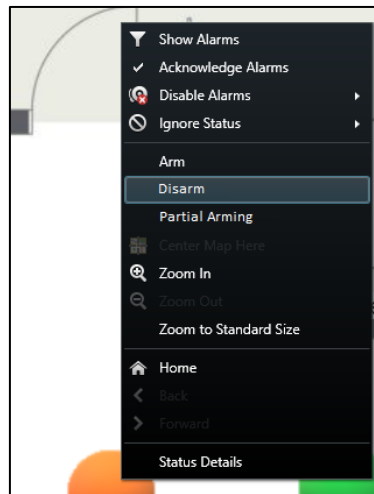 Show Alarms
Acknowledge Alarms
Disable Alarms
Ignore Status
Arm
Disarm
Partial Arming
Center Map Here
Zoom In
Zoom Out
Zoom to Standard Size
Home
Back
Forward
Status Details